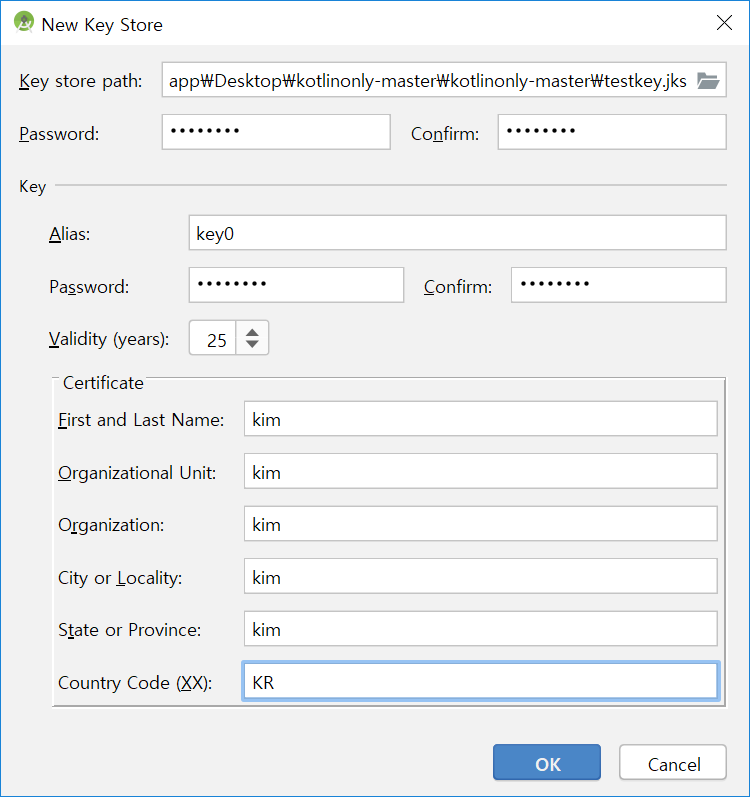 New Key Store
Key store path: app₩Desktop₩kotlinonly-master₩kotlinonly-master₩testkey.jks
Password: •••••••• Confirm: ••••••••
Key
Alias: key0
Password: •••••••• Confirm: ••••••••
Validity (years): 25
Certificate
First and Last Name: kim
Organizational Unit: kim
Organization: kim
City or Locality: kim
State or Province: kim
Country Code (XX): KR
OK Cancel